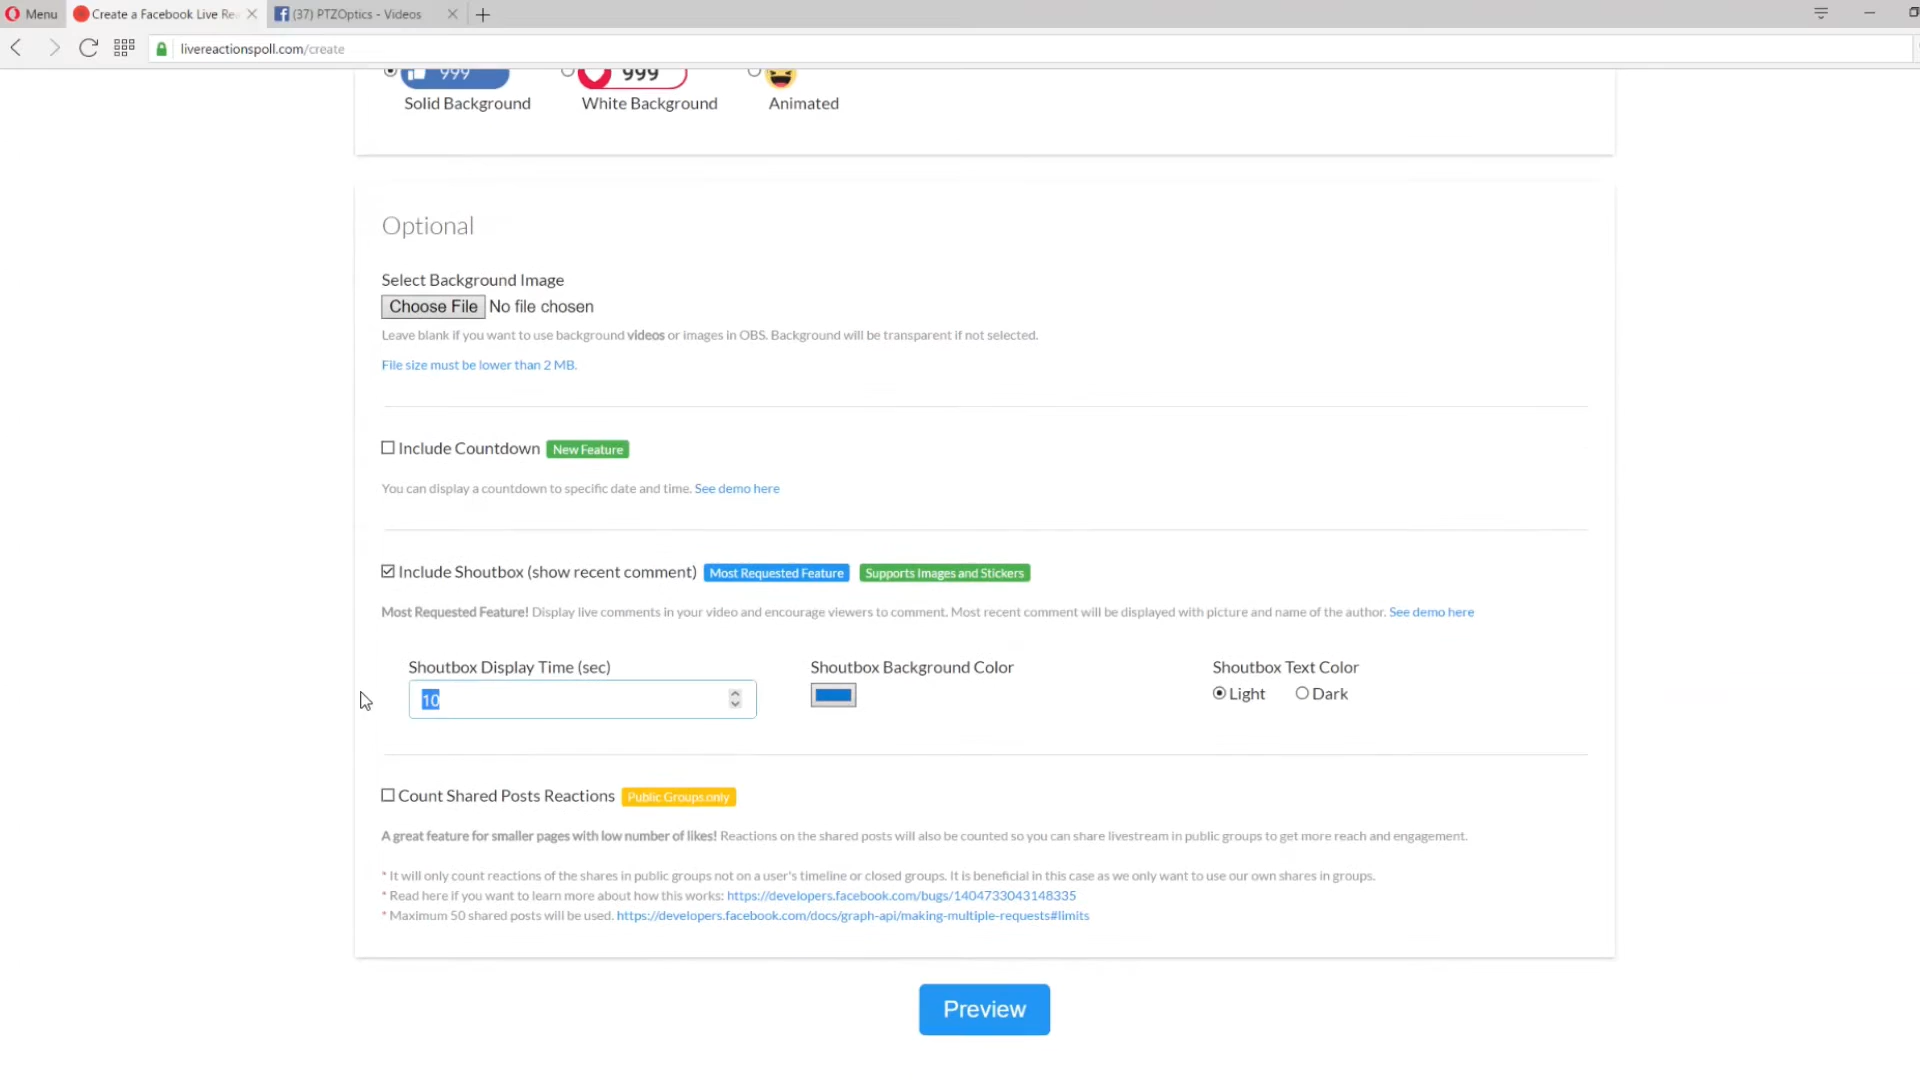 Menu
Create a Facebook Live Rea
(37) PTZOptics - Videos
livereactionspoll.com/create
999
999
Solid Background
White Background
Animated
Optional
Select Background Image
Choose File No file chosen
Leave blank if you want to use background videos or images in OBS. Background will be transparent if not selected.
File size must be lower than 2 MB.
Include Countdown New Feature
You can display a countdown to specific date and time. See demo here
Include Shoutbox (show recent comment) Most Requested Feature Supports Images and Stickers
Most Requested Feature! Display live comments in your video and encourage viewers to comment. Most recent comment will be displayed with picture and name of the author. See demo here
Shoutbox Display Time (sec)
10
Shoutbox Background Color
Shoutbox Text Color
Light Dark
Count Shared Posts Reactions Public Groups only
A great feature for smaller pages with low number of likes! Reactions on the shared posts will also be counted so you can share livestream in public groups to get more reach and engagement.
* It will only count reactions of the shares in public groups not on a user's timeline or closed groups. It is beneficial in this case as we only want to use our own shares in groups.
* Read here if you want to learn more about how this works: https://developers.facebook.com/bugs/1404733043148335
* Maximum 50 shared posts will be used. https://developers.facebook.com/docs/graph-api/making-multiple-requests#limits
Preview